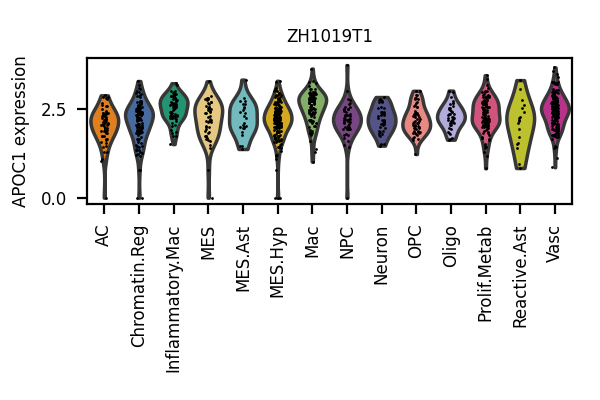 ZH1019T1
APOC1 expression
2.5
0.0
AC
Chromatin.Reg
Inflammatory.Mac
MES
MES.Ast
MES.Hyp
Mac
NPC
Neuron
OPC
Oligo
Prolif.Metab
Reactive.Ast
Vasc